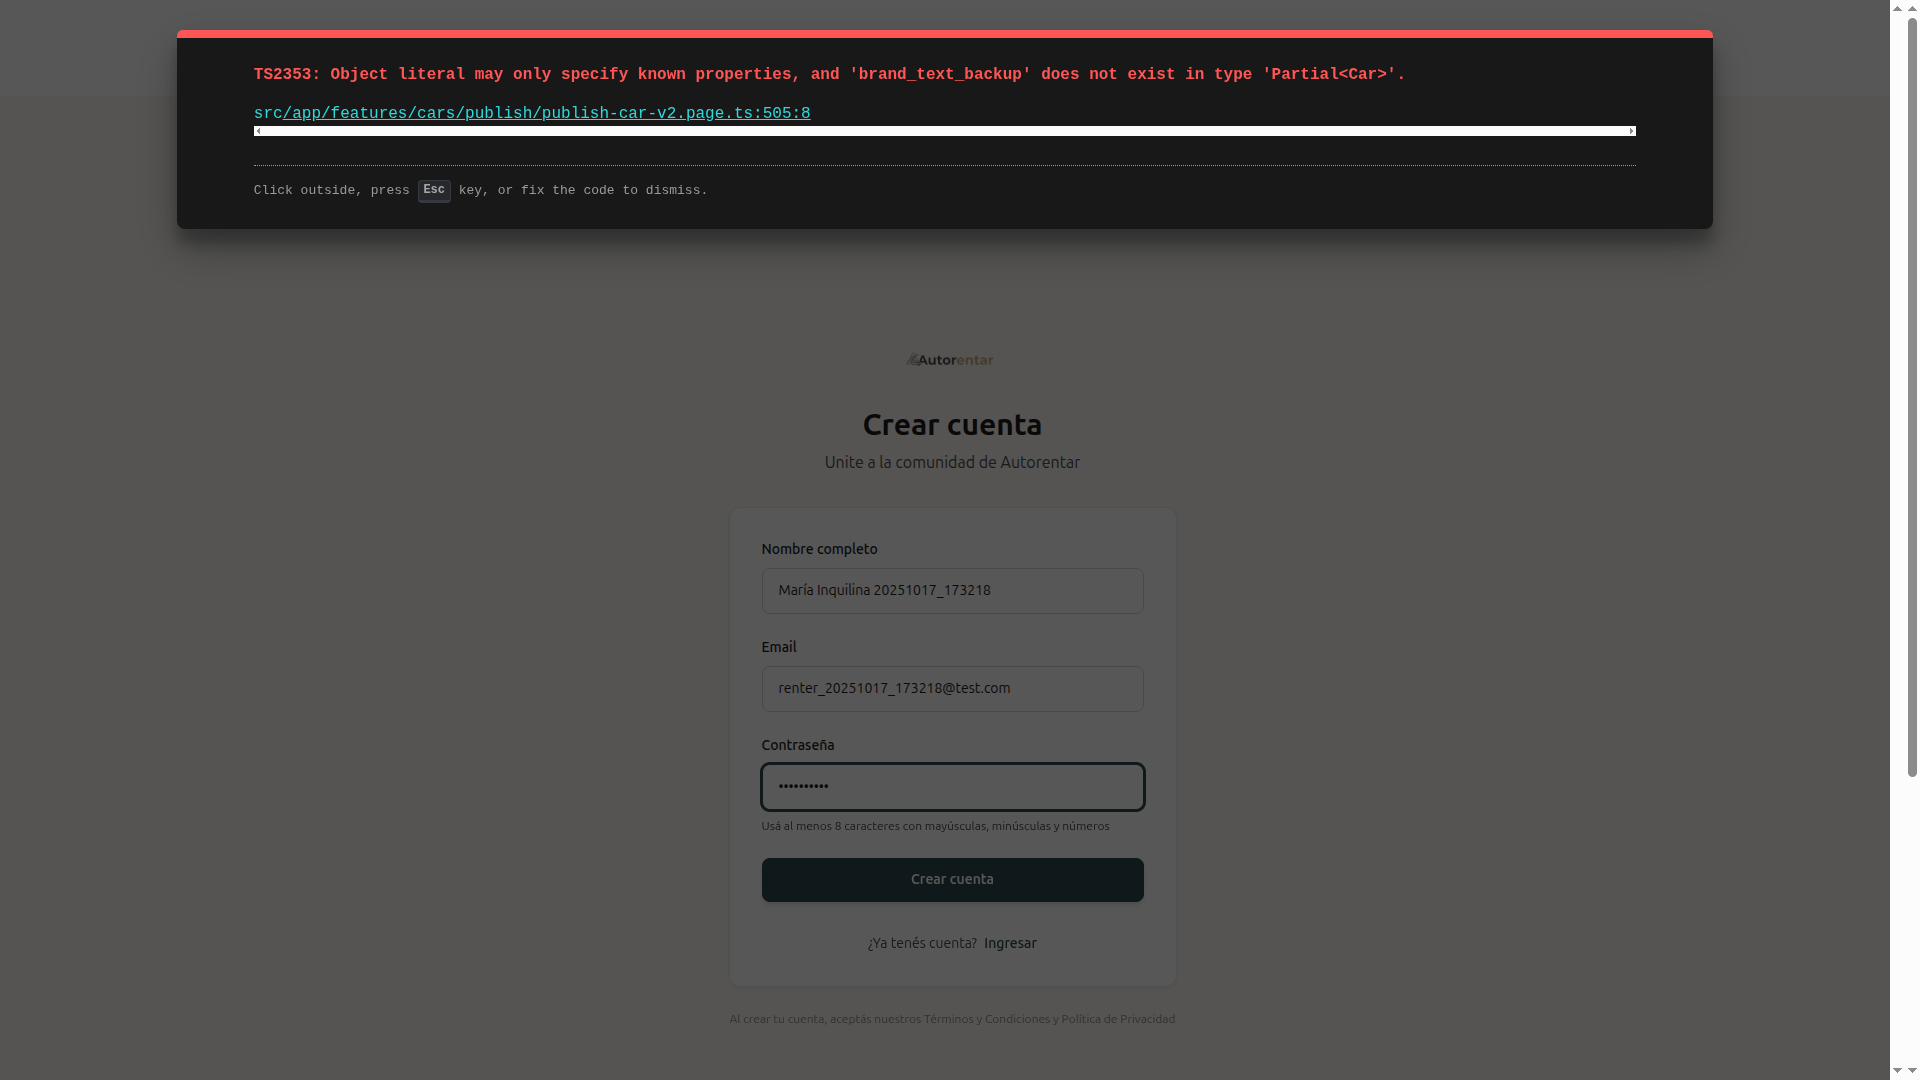 TS2353: Object literal may only specify known properties, and 'brand_text_backup' does not exist in type 'Partial<Car>'.
src/app/features/cars/publish/publish-car-v2.page.ts:505:8
Click outside, press Esc key, or fix the code to dismiss.
Autorentar
Crear cuenta
Unite a la comunidad de Autorentar
Nombre completo
María Inquilina 20251017_173218
Email
renter_20251017_173218@test.com
Contraseña
••••••••••
Usá al menos 8 caracteres con mayúsculas, minúsculas y números
Crear cuenta
¿Ya tenés cuenta? Ingresar
Al crear tu cuenta, aceptás nuestros Términos y Condiciones y Política de Privacidad